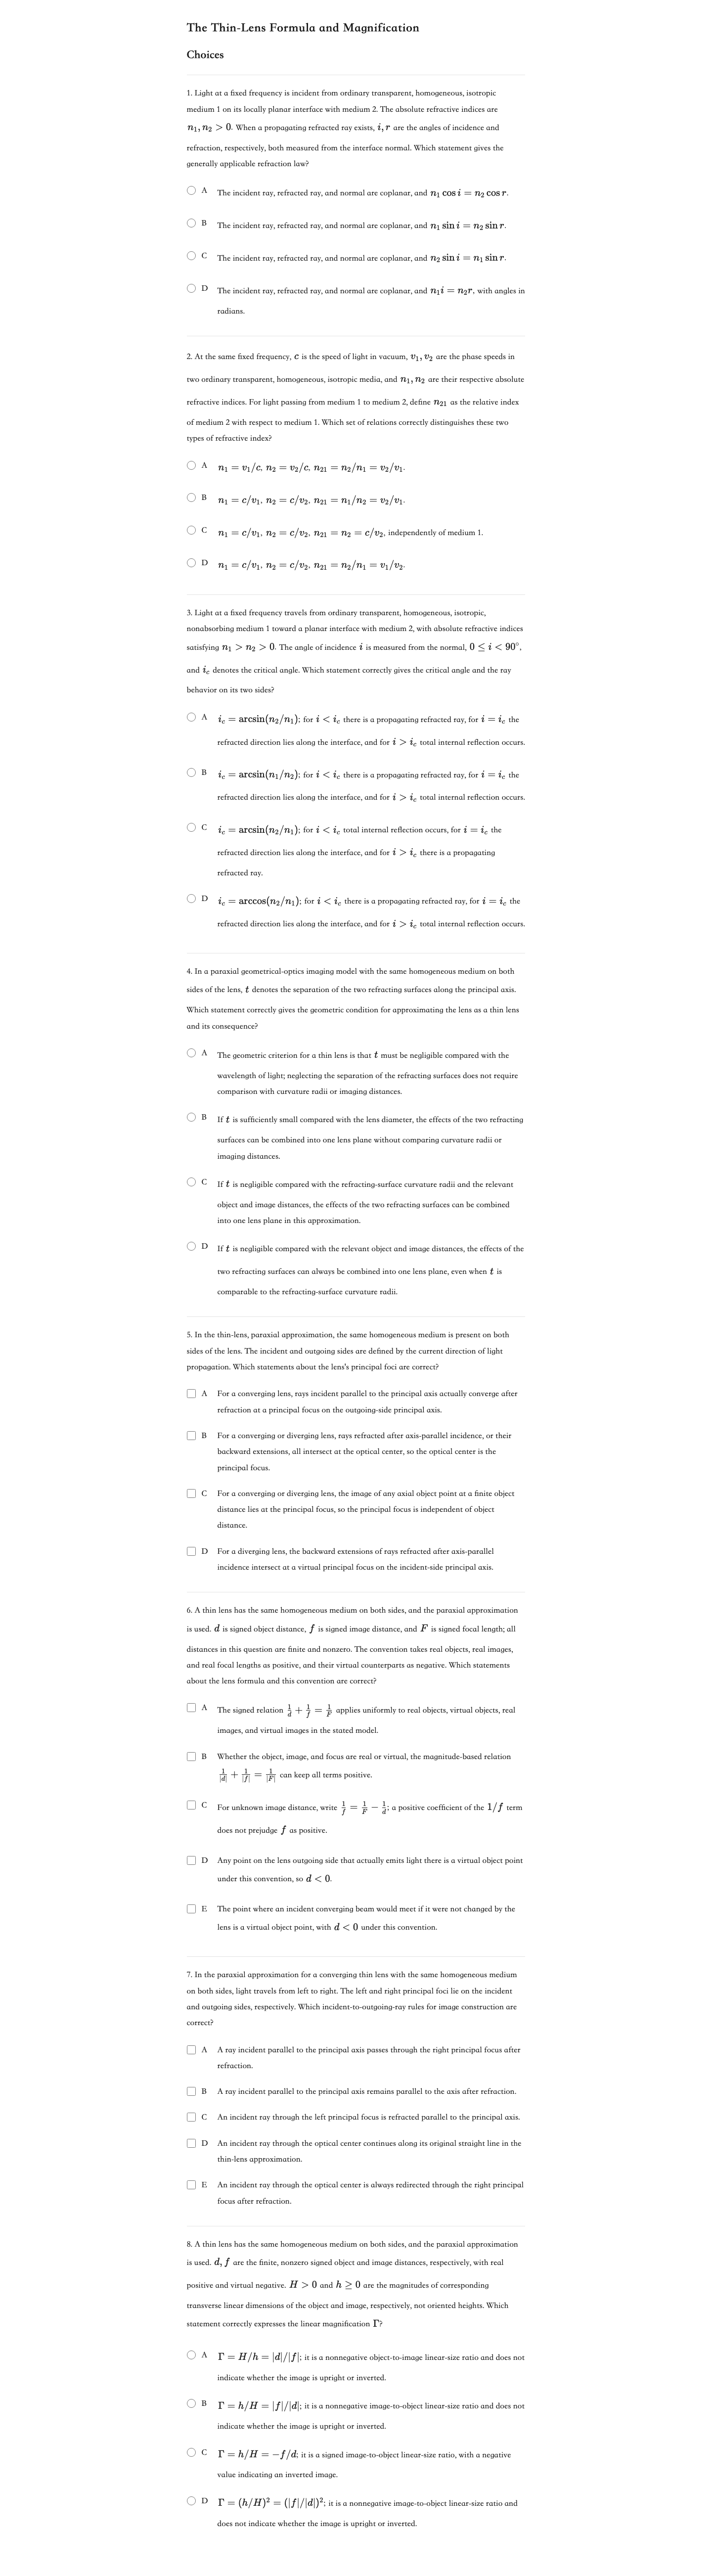 The Thin-Lens Formula and Magnification
Choices
1. Light at a fixed frequency is incident from ordinary transparent, homogeneous, isotropic
medium 1 on its locally planar interface with medium 2. The absolute refractive indices are
n₁, n₂ > 0. When a propagating refracted ray exists, i, r are the angles of incidence and
refraction, respectively, both measured from the interface normal. Which statement gives the
generally applicable refraction law?
A The incident ray, refracted ray, and normal are coplanar, and n₁ cos i = n₂ cos r.
B The incident ray, refracted ray, and normal are coplanar, and n₁ sin i = n₂ sin r.
C The incident ray, refracted ray, and normal are coplanar, and n₂ sin i = n₁ sin r.
D The incident ray, refracted ray, and normal are coplanar, and n₁i = n₂r, with angles in
radians.
2. At the same fixed frequency, c is the speed of light in vacuum, v₁, v₂ are the phase speeds in
two ordinary transparent, homogeneous, isotropic media, and n₁, n₂ are their respective absolute
refractive indices. For light passing from medium 1 to medium 2, define n₂₁ as the relative index
of medium 2 with respect to medium 1. Which set of relations correctly distinguishes these two
types of refractive index?
A n₁ = v₁/c, n₂ = v₂/c, n₂₁ = n₂/n₁ = v₂/v₁.
B n₁ = c/v₁, n₂ = c/v₂, n₂₁ = n₁/n₂ = v₂/v₁.
C n₁ = c/v₁, n₂ = c/v₂, n₂₁ = n₂ = c/v₂, independently of medium 1.
D n₁ = c/v₁, n₂ = c/v₂, n₂₁ = n₂/n₁ = v₁/v₂.
3. Light at a fixed frequency travels from ordinary transparent, homogeneous, isotropic,
nonabsorbing medium 1 toward a planar interface with medium 2, with absolute refractive indices
satisfying n₁ > n₂ > 0. The angle of incidence i is measured from the normal, 0 ≤ i < 90°,
and i_c denotes the critical angle. Which statement correctly gives the critical angle and the ray
behavior on its two sides?
A i_c = arcsin(n₂/n₁); for i < i_c there is a propagating refracted ray, for i = i_c the
refracted direction lies along the interface, and for i > i_c total internal reflection occurs.
B i_c = arcsin(n₁/n₂); for i < i_c there is a propagating refracted ray, for i = i_c the
refracted direction lies along the interface, and for i > i_c total internal reflection occurs.
C i_c = arcsin(n₂/n₁); for i < i_c total internal reflection occurs, for i = i_c the
refracted direction lies along the interface, and for i > i_c there is a propagating
refracted ray.
D i_c = arccos(n₂/n₁); for i < i_c there is a propagating refracted ray, for i = i_c the
refracted direction lies along the interface, and for i > i_c total internal reflection occurs.
4. In a paraxial geometrical-optics imaging model with the same homogeneous medium on both
sides of the lens, t denotes the separation of the two refracting surfaces along the principal axis.
Which statement correctly gives the geometric condition for approximating the lens as a thin lens
and its consequence?
A The geometric criterion for a thin lens is that t must be negligible compared with the
wavelength of light; neglecting the separation of the refracting surfaces does not require
comparison with curvature radii or imaging distances.
B If t is sufficiently small compared with the lens diameter, the effects of the two refracting
surfaces can be combined into one lens plane without comparing curvature radii or
imaging distances.
C If t is negligible compared with the refracting-surface curvature radii and the relevant
object and image distances, the effects of the two refracting surfaces can be combined
into one lens plane in this approximation.
D If t is negligible compared with the relevant object and image distances, the effects of the
two refracting surfaces can always be combined into one lens plane, even when t is
comparable to the refracting-surface curvature radii.
5. In the thin-lens, paraxial approximation, the same homogeneous medium is present on both
sides of the lens. The incident and outgoing sides are defined by the current direction of light
propagation. Which statements about the lens's principal foci are correct?
A For a converging lens, rays incident parallel to the principal axis actually converge after
refraction at a principal focus on the outgoing-side principal axis.
B For a converging or diverging lens, rays refracted after axis-parallel incidence, or their
backward extensions, all intersect at the optical center, so the optical center is the
principal focus.
C For a converging or diverging lens, the image of any axial object point at a finite object
distance lies at the principal focus, so the principal focus is independent of object
distance.
D For a diverging lens, the backward extensions of rays refracted after axis-parallel
incidence intersect at a virtual principal focus on the incident-side principal axis.
6. A thin lens has the same homogeneous medium on both sides, and the paraxial approximation
is used. d is signed object distance, f is signed image distance, and F is signed focal length; all
distances in this question are finite and nonzero. The convention takes real objects, real images,
and real focal lengths as positive, and their virtual counterparts as negative. Which statements
about the lens formula and this convention are correct?
A The signed relation 1/d + 1/f = 1/F applies uniformly to real objects, virtual objects, real
images, and virtual images in the stated model.
B Whether the object, image, and focus are real or virtual, the magnitude-based relation
1/|d| + 1/|f| = 1/|F| can keep all terms positive.
C For unknown image distance, write 1/f = 1/F − 1/d; a positive coefficient of the 1/f term
does not prejudge f as positive.
D Any point on the lens outgoing side that actually emits light there is a virtual object point
under this convention, so d < 0.
E The point where an incident converging beam would meet if it were not changed by the
lens is a virtual object point, with d < 0 under this convention.
7. In the paraxial approximation for a converging thin lens with the same homogeneous medium
on both sides, light travels from left to right. The left and right principal foci lie on the incident
and outgoing sides, respectively. Which incident-to-outgoing-ray rules for image construction are
correct?
A A ray incident parallel to the principal axis passes through the right principal focus after
refraction.
B A ray incident parallel to the principal axis remains parallel to the axis after refraction.
C An incident ray through the left principal focus is refracted parallel to the principal axis.
D An incident ray through the optical center continues along its original straight line in the
thin-lens approximation.
E An incident ray through the optical center is always redirected through the right principal
focus after refraction.
8. A thin lens has the same homogeneous medium on both sides, and the paraxial approximation
is used. d, f are the finite, nonzero signed object and image distances, respectively, with real
positive and virtual negative. H > 0 and h ≥ 0 are the magnitudes of corresponding
transverse linear dimensions of the object and image, respectively, not oriented heights. Which
statement correctly expresses the linear magnification Γ?
A Γ = H/h = |d|/|f|; it is a nonnegative object-to-image linear-size ratio and does not
indicate whether the image is upright or inverted.
B Γ = h/H = |f|/|d|; it is a nonnegative image-to-object linear-size ratio and does not
indicate whether the image is upright or inverted.
C Γ = h/H = −f/d; it is a signed image-to-object linear-size ratio, with a negative
value indicating an inverted image.
D Γ = (h/H)² = (|f|/|d|)²; it is a nonnegative image-to-object linear-size ratio and
does not indicate whether the image is upright or inverted.